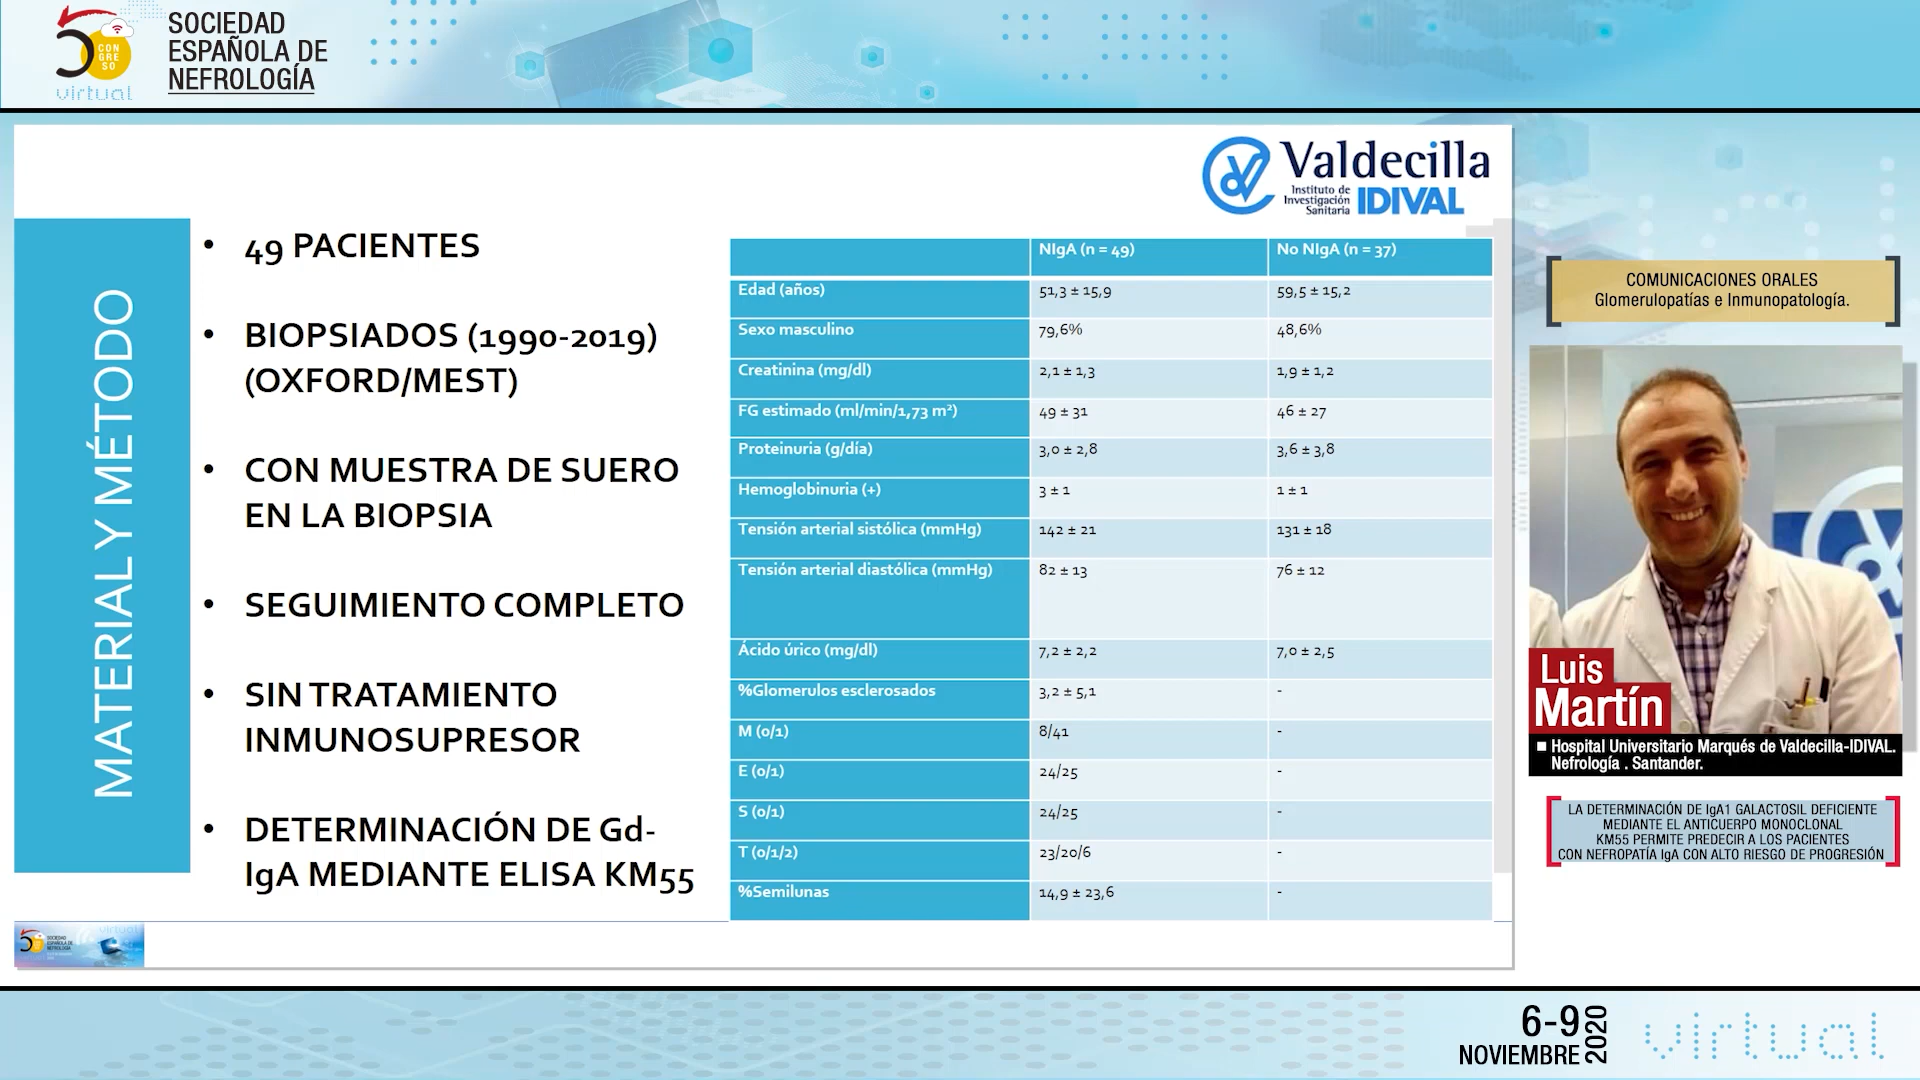 CON
GRE
SO
virtual
SOCIEDAD
ESPAÑOLA DE
NEFROLOGÍA
Valdecilla
Instituto de
Investigación
Sanitaria
IDIVAL
MATERIAL Y MÉTODO
• 49 PACIENTES
• BIOPSIADOS (1990-2019)
(OXFORD/MEST)
• CON MUESTRA DE SUERO
EN LA BIOPSIA
• SEGUIMIENTO COMPLETO
• SIN TRATAMIENTO
INMUNOSUPRESOR
• DETERMINACIÓN DE Gd-
IgA MEDIANTE ELISA KM55
NIgA (n = 49) No NIgA (n = 37)
Edad (años) 51,3 ± 15,9 59,5 ± 15,2
Sexo masculino 79,6% 48,6%
Creatinina (mg/dl) 2,1 ± 1,3 1,9 ± 1,2
FG estimado (ml/min/1,73 m²) 49 ± 31 46 ± 27
Proteinuria (g/día) 3,0 ± 2,8 3,6 ± 3,8
Hemoglobinuria (+) 3 ± 1 1 ± 1
Tensión arterial sistólica (mmHg) 142 ± 21 131 ± 18
Tensión arterial diastólica (mmHg) 82 ± 13 76 ± 12
Ácido úrico (mg/dl) 7,2 ± 2,2 7,0 ± 2,5
%Glomerulos esclerosados 3,2 ± 5,1 -
M (0/1) 8/41 -
E (0/1) 24/25 -
S (0/1) 24/25 -
T (0/1/2) 23/20/6 -
%Semilunas 14,9 ± 23,6 -
COMUNICACIONES ORALES
Glomerulopatías e Inmunopatología.
Luis
Martín
■ Hospital Universitario Marqués de Valdecilla-IDIVAL.
Nefrología . Santander.
LA DETERMINACIÓN DE IgA1 GALACTOSIL DEFICIENTE
MEDIANTE EL ANTICUERPO MONOCLONAL
KM55 PERMITE PREDECIR A LOS PACIENTES
CON NEFROPATÍA IgA CON ALTO RIESGO DE PROGRESIÓN
6-9
NOVIEMBRE
2020
virtual